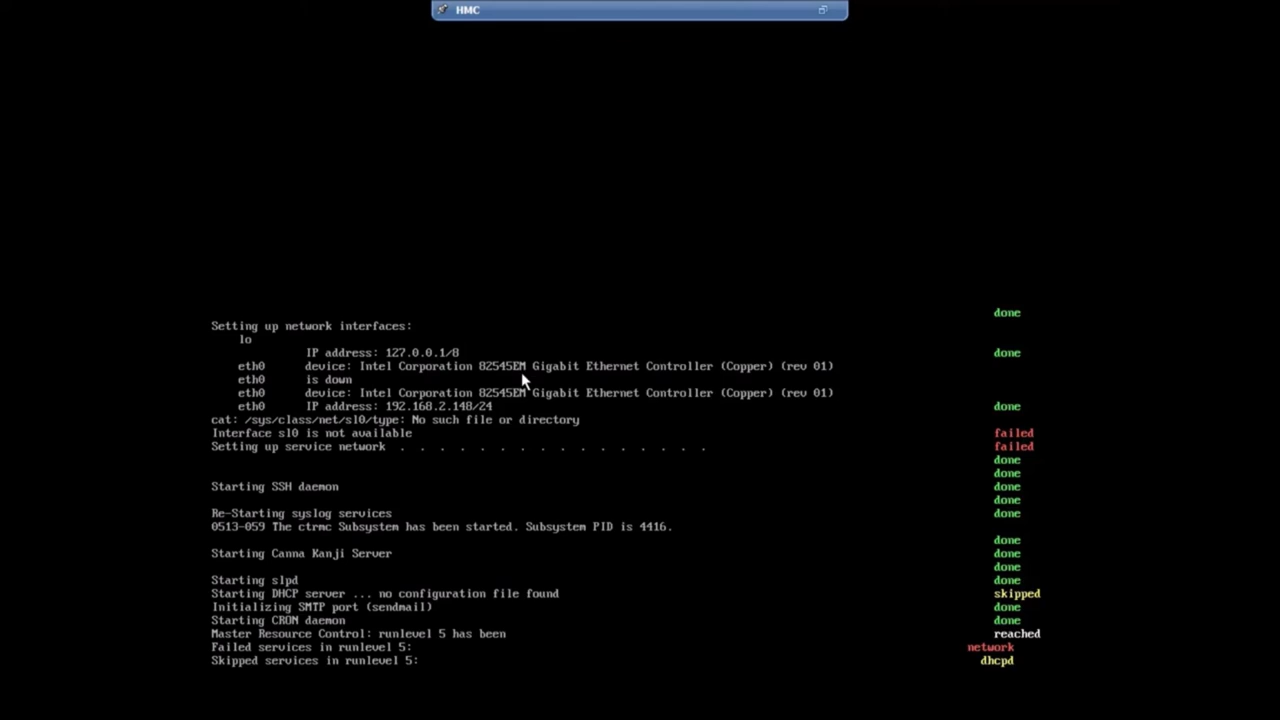 HMC
done
Setting up network interfaces:
lo
IP address: 127.0.0.1/8 done
eth0 device: Intel Corporation 82545EM Gigabit Ethernet Controller (Copper) (rev 01)
eth0 is down
eth0 device: Intel Corporation 82545EM Gigabit Ethernet Controller (Copper) (rev 01)
eth0 IP address: 192.168.2.148/24 done
cat: /sys/class/net/sl0/type: No such file or directory
Interface sl0 is not available failed
Setting up service network . . . . . . . . . . . . . . . . failed
done
done
Starting SSH daemon done
done
Re-Starting syslog services done
0513-059 The ctrmc Subsystem has been started. Subsystem PID is 4416.
done
Starting Canna Kanji Server done
done
Starting slpd done
Starting DHCP server ... no configuration file found skipped
Initializing SMTP port (sendmail) done
Starting CRON daemon done
Master Resource Control: runlevel 5 has been reached
Failed services in runlevel 5: network
Skipped services in runlevel 5: dhcpd